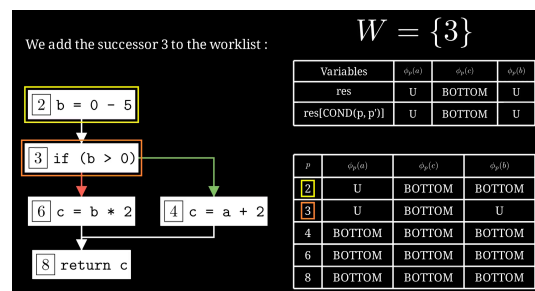 We add the successor 3 to the worklist :
W = {3}
Variables ϕp(a) ϕp(c) ϕp(b)
res U BOTTOM U
res[COND(p, p')] U BOTTOM U
2 b = 0 - 5
3 if (b > 0)
6 c = b * 2
4 c = a + 2
8 return c
p ϕp(a) ϕp(c) ϕp(b)
2 U BOTTOM BOTTOM
3 U BOTTOM U
4 BOTTOM BOTTOM BOTTOM
6 BOTTOM BOTTOM BOTTOM
8 BOTTOM BOTTOM BOTTOM